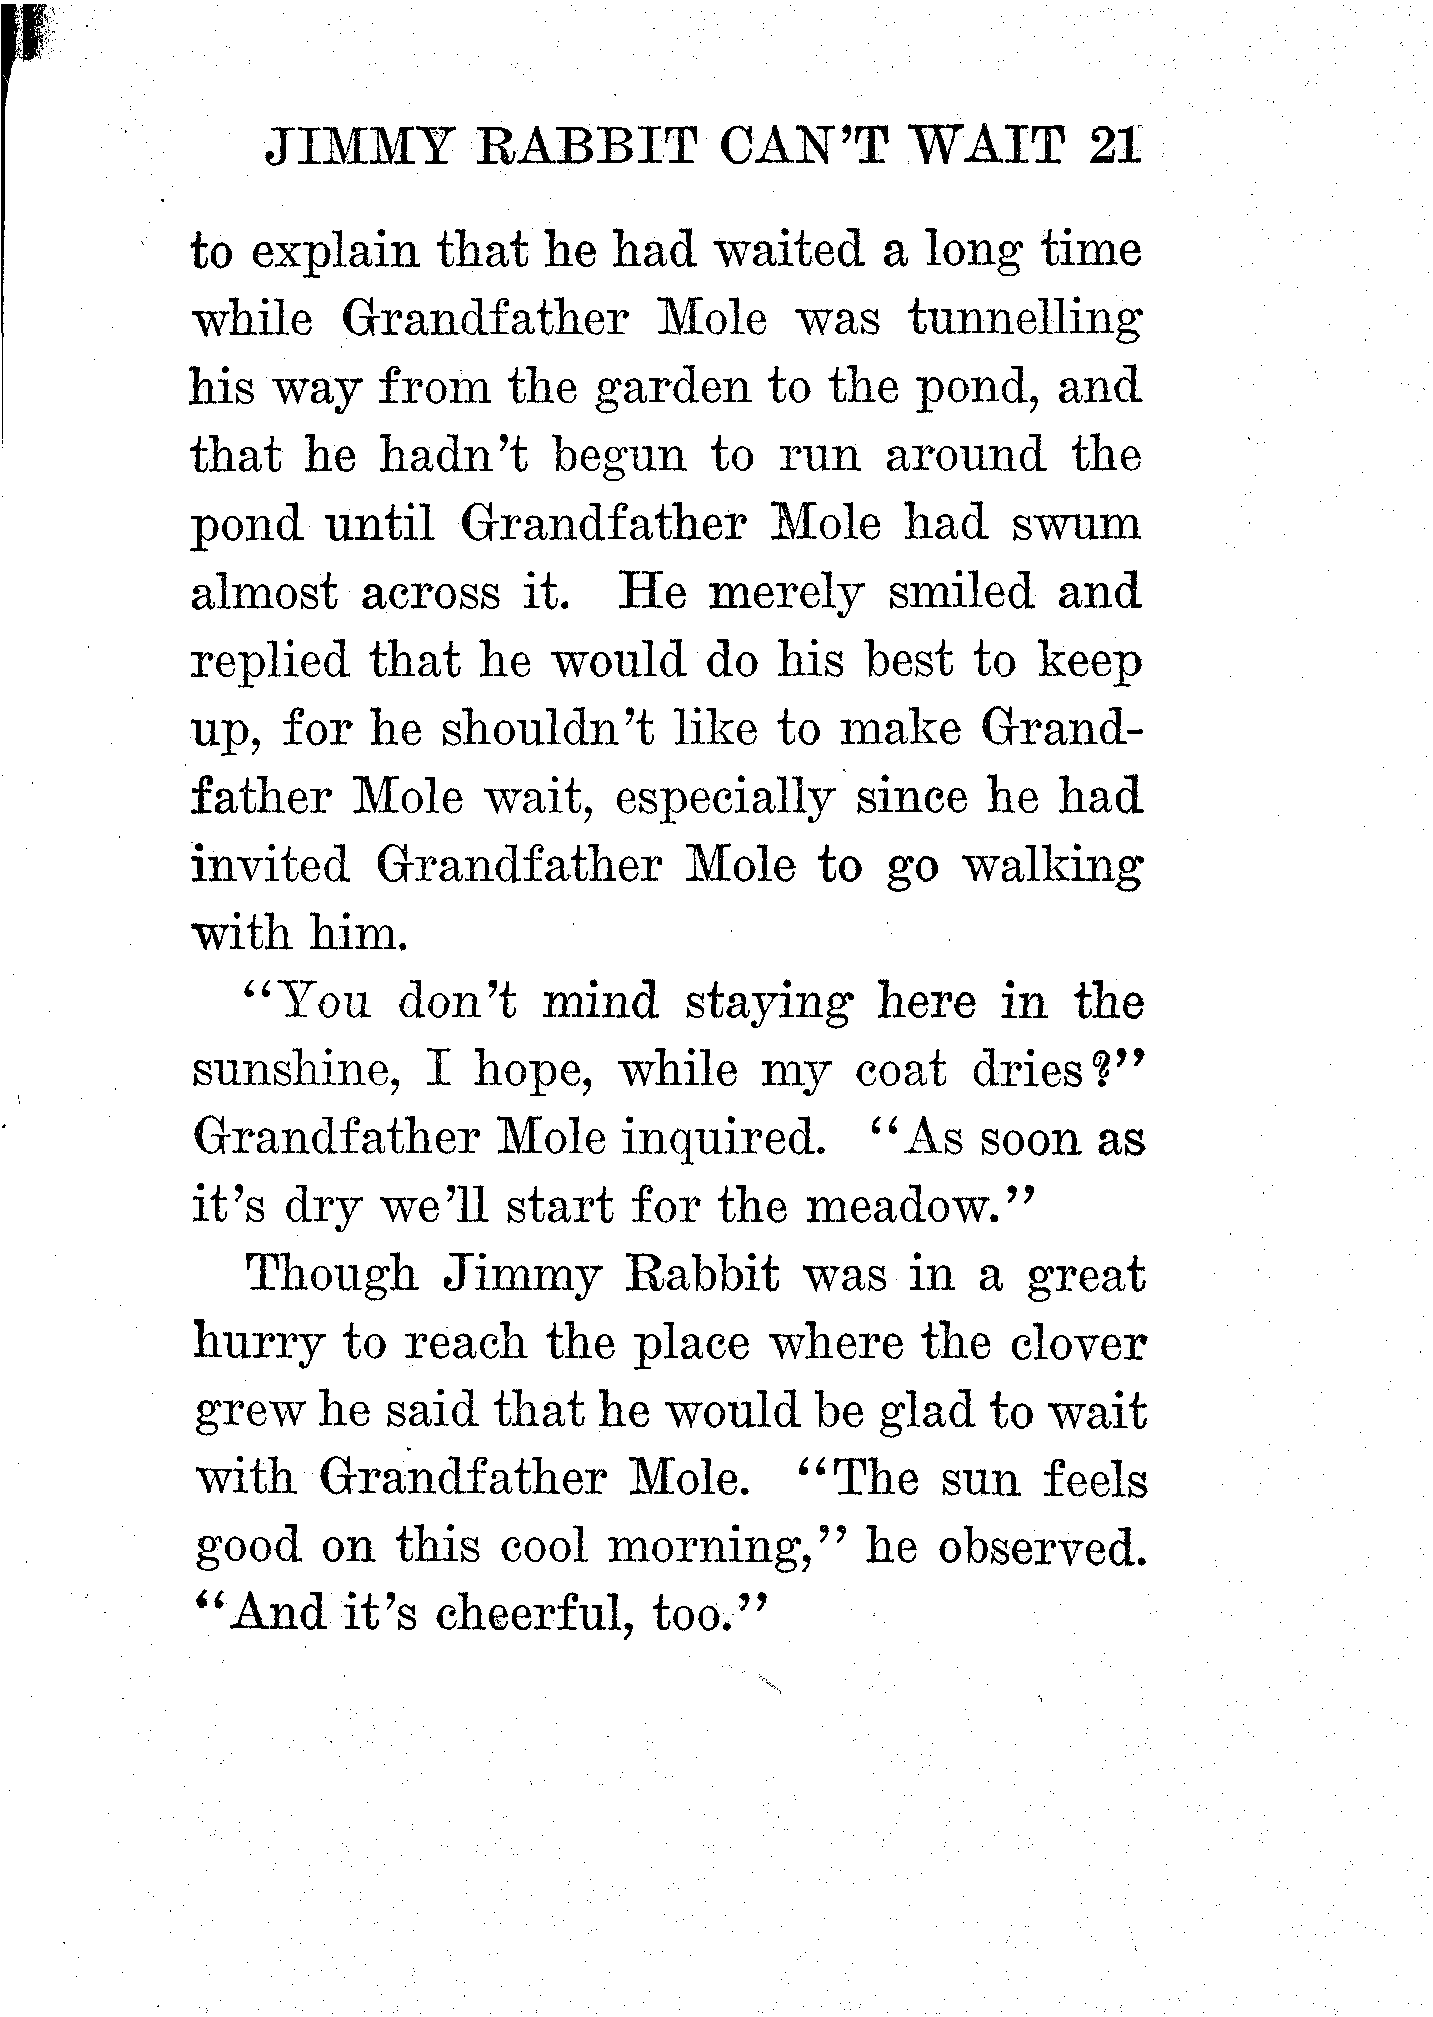 JIMMY RABBIT CAN'T WAIT 21
to explain that he had waited a long time
while Grandfather Mole was tunnelling
his way from the garden to the pond, and
that he hadn't begun to run around the
pond until Grandfather Mole had swum
almost across it. He merely smiled and
replied that he would do his best to keep
up, for he shouldn't like to make Grand-
father Mole wait, especially since he had
invited Grandfather Mole to go walking
with him.
"You don't mind staying here in the
sunshine, I hope, while my coat dries?"
Grandfather Mole inquired. "As soon as
it's dry we'll start for the meadow."
Though Jimmy Rabbit was in a great
hurry to reach the place where the clover
grew he said that he would be glad to wait
with Grandfather Mole. "The sun feels
good on this cool morning," he observed.
"And it's cheerful, too."